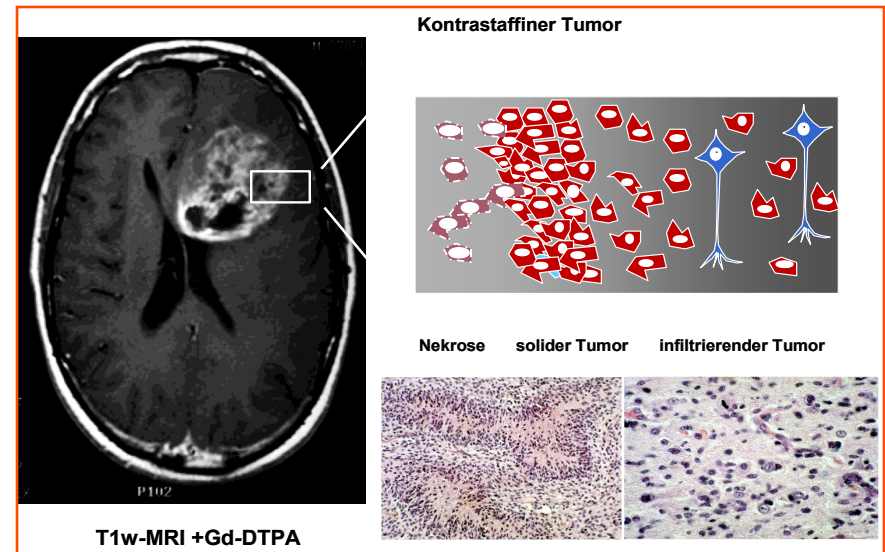 Kontrastaffiner Tumor
Nekrose solider Tumor infiltrierender Tumor
P102
T1w-MRI +Gd-DTPA